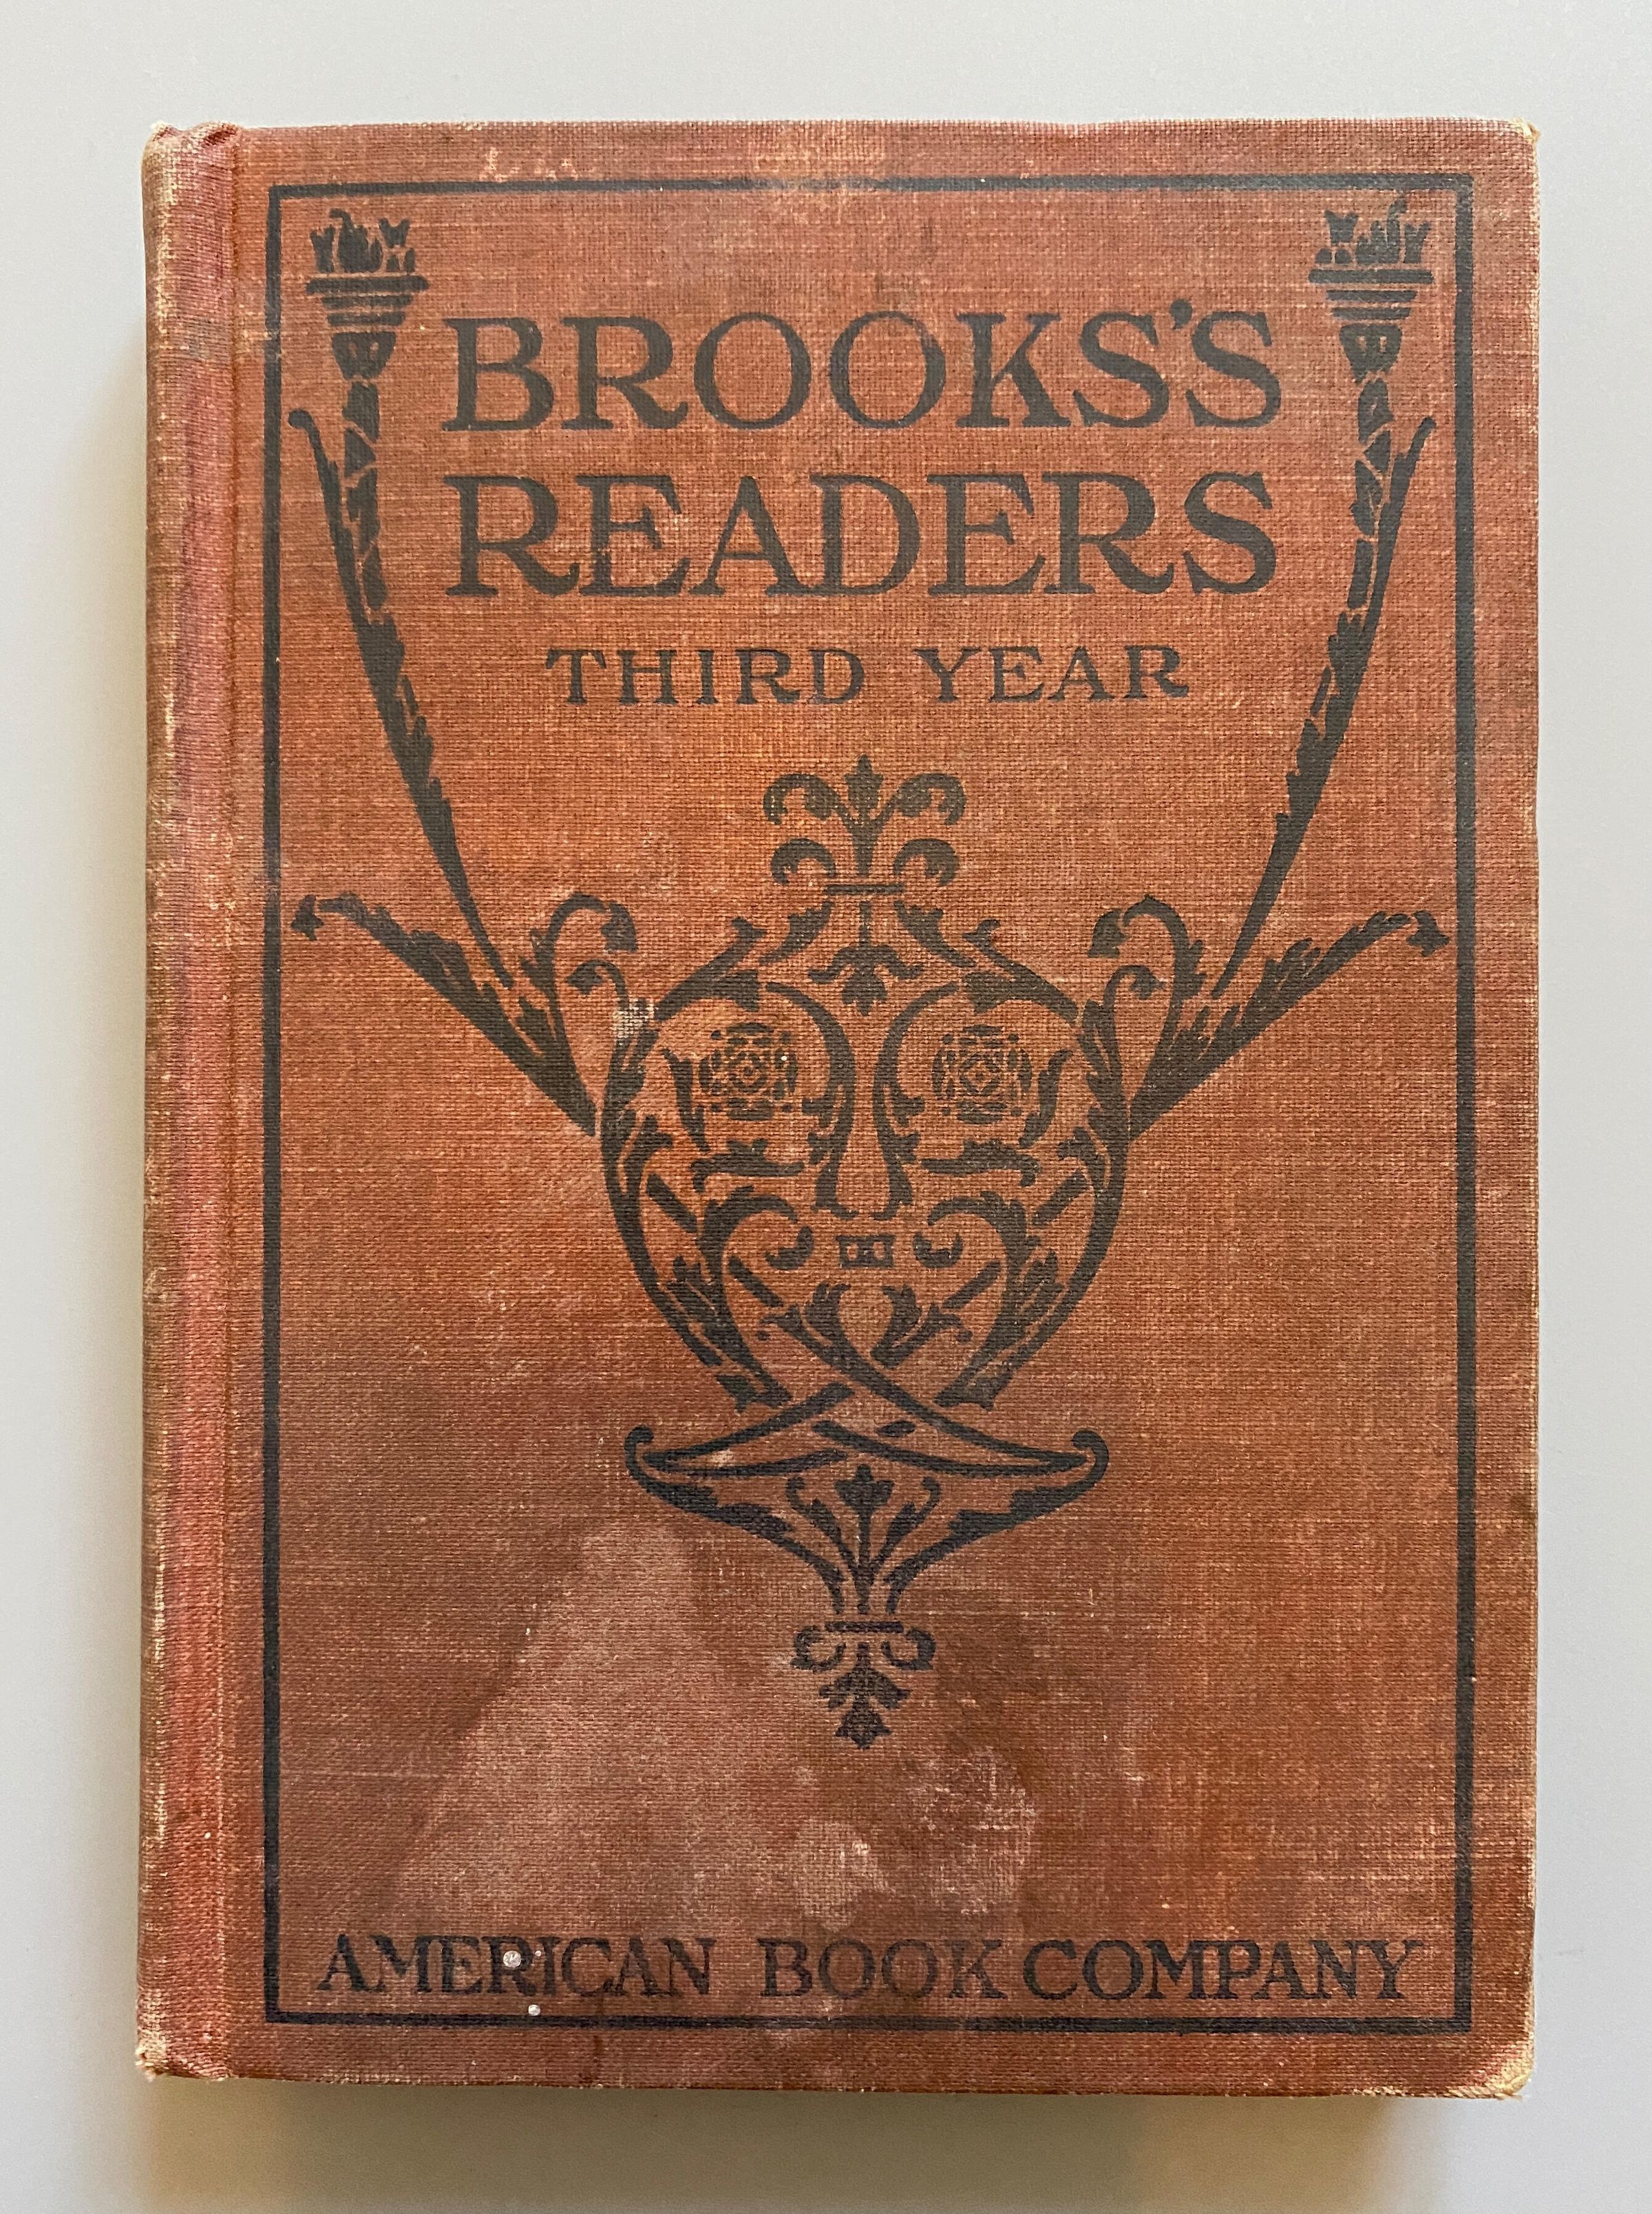 BROOKS'S
READERS
THIRD YEAR
AMERICAN BOOK COMPANY